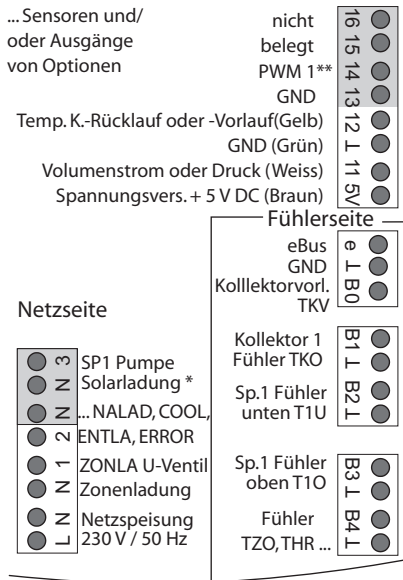 ... Sensoren und/
oder Ausgänge
von Optionen
nicht 16
belegt 15
PWM 1** 14
GND 13
Temp. K.-Rücklauf oder -Vorlauf(Gelb) 12
GND (Grün) ⊥
Volumenstrom oder Druck (Weiss) 11
Spannungsvers. + 5 V DC (Braun) 5V
Fühlerseite
eBus e
GND ⊥
Kolllektorvorl. B0
TKV
Kollektor 1 B1
Fühler TKO ⊥
Sp.1 Fühler B2
unten T1U ⊥
Sp.1 Fühler B3
oben T1O ⊥
Fühler B4
TZO, THR ... ⊥
Netzseite
3 SP1 Pumpe
N Solarladung *
N ... NALAD, COOL,
2 ENTLA, ERROR
1 ZONLA U-Ventil
N Zonenladung
N Netzspeisung
L 230 V / 50 Hz